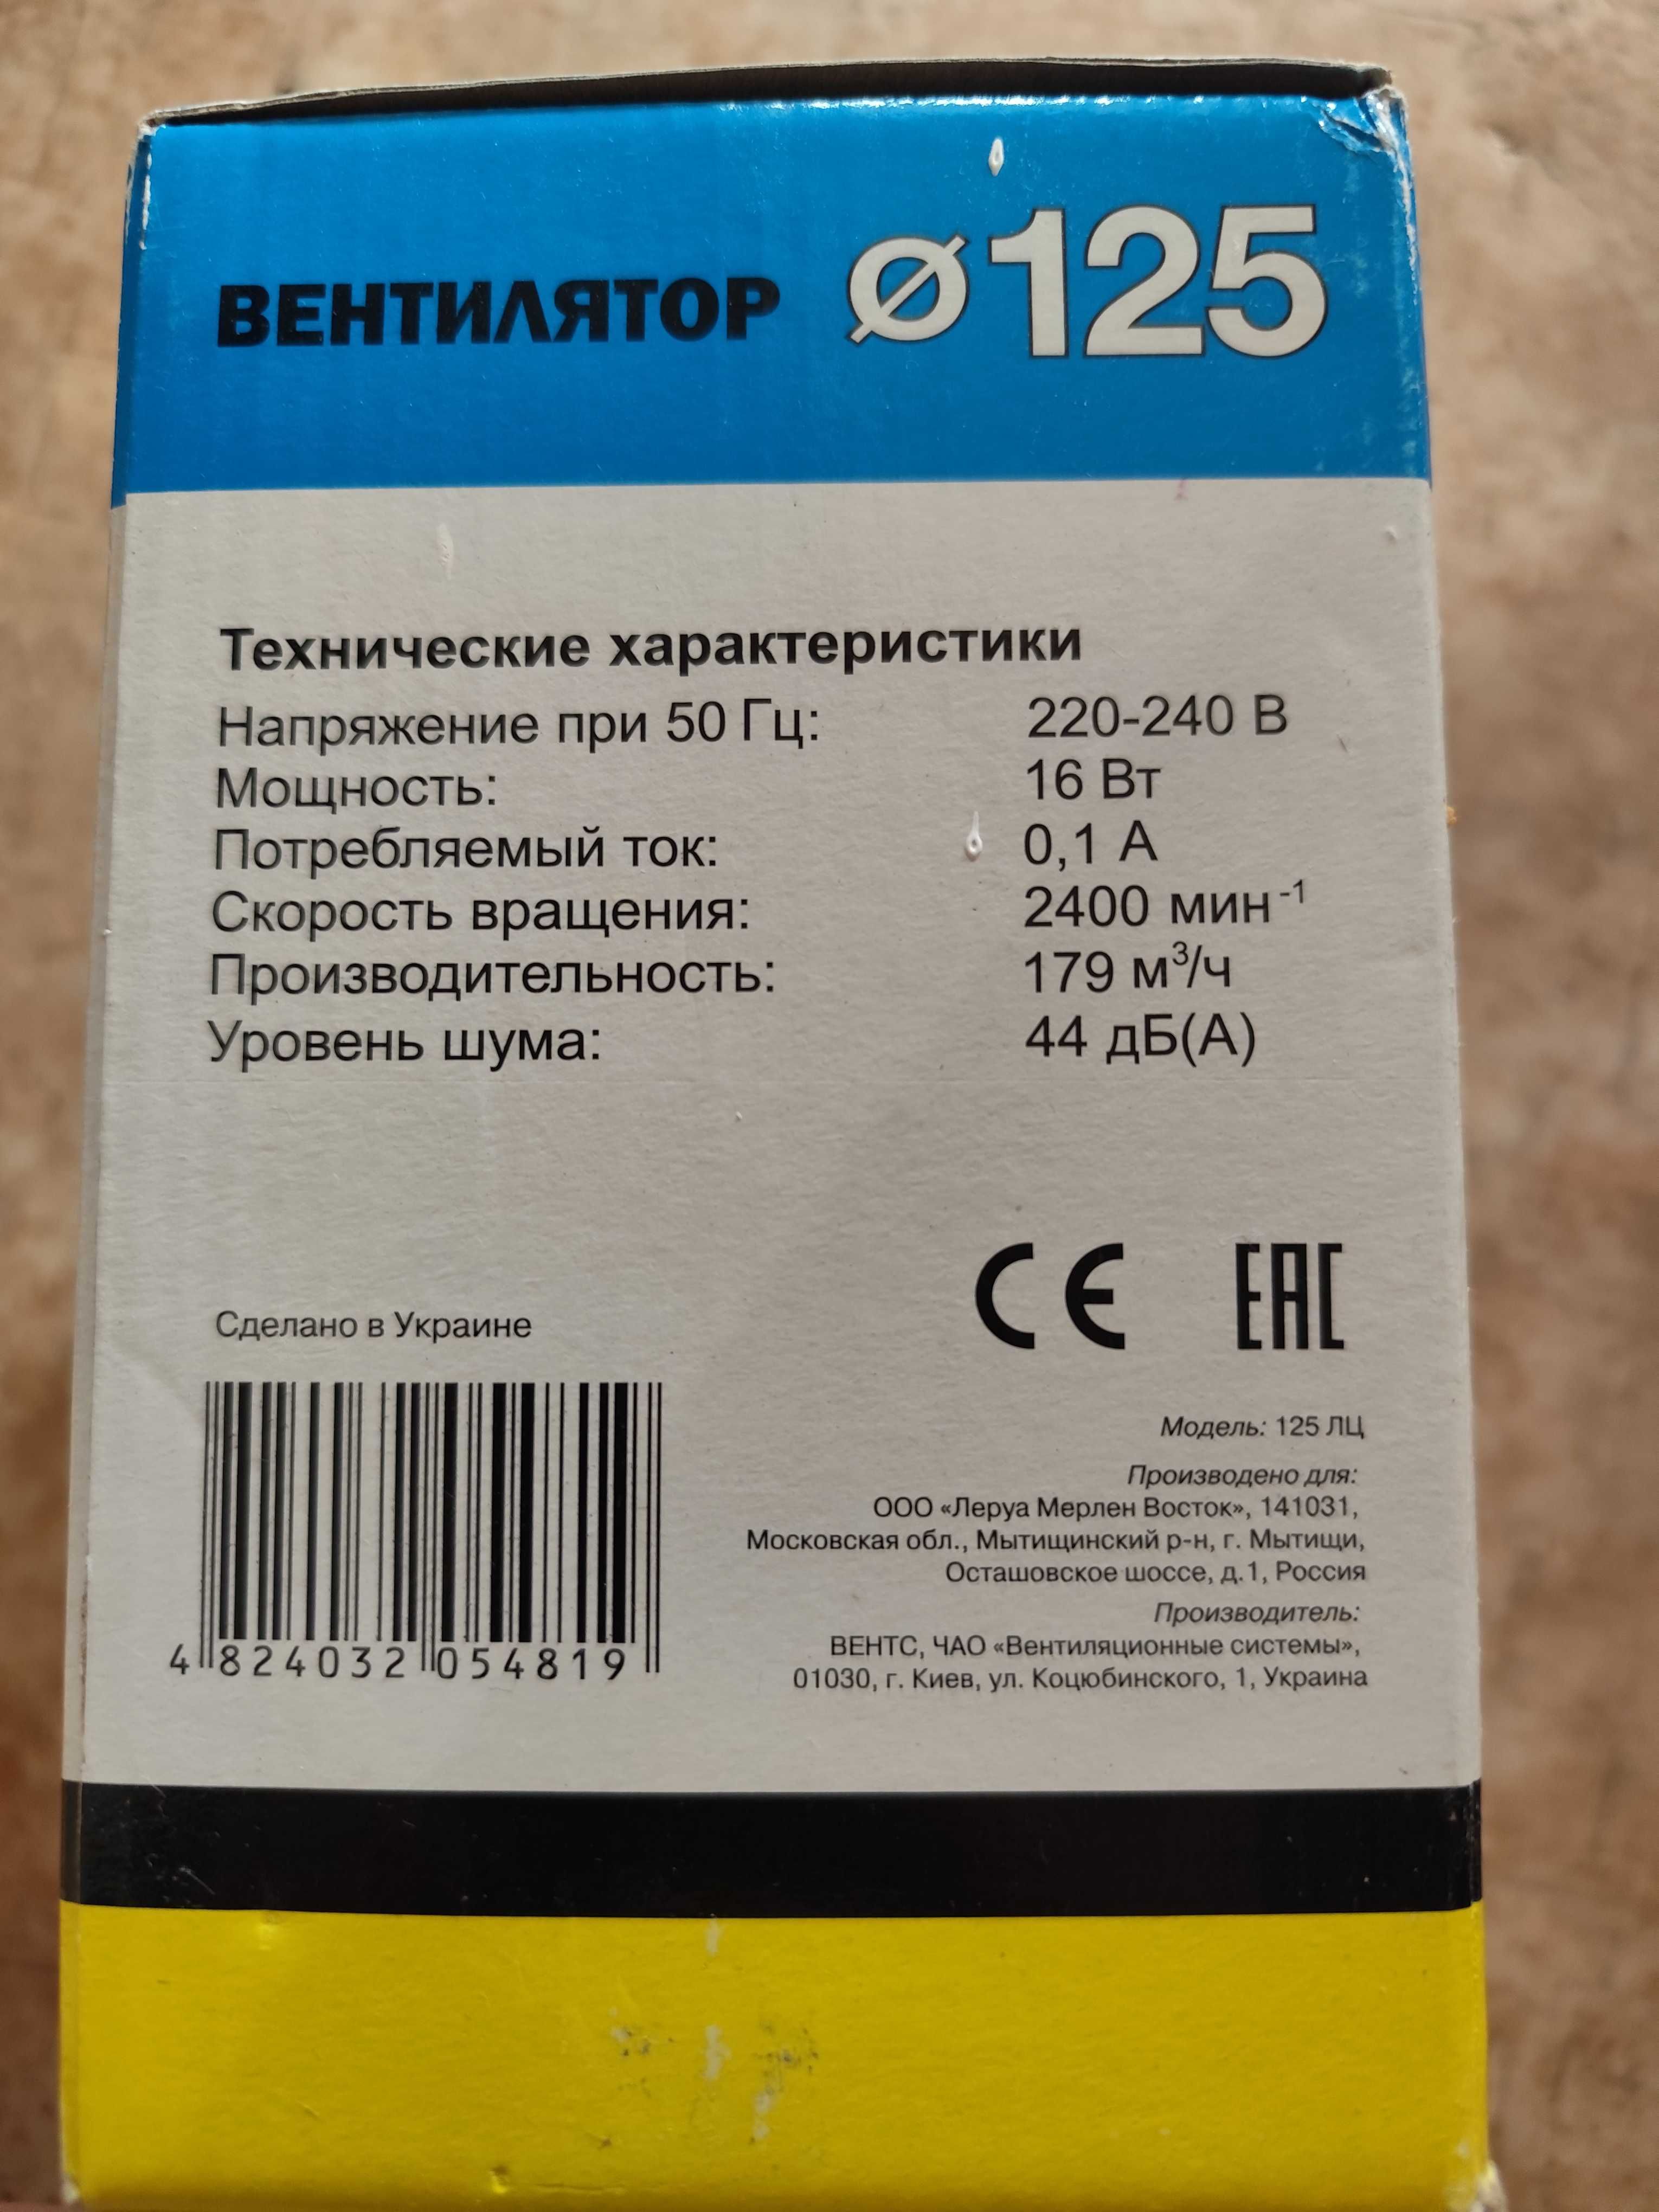 ВЕНТИЛЯТОР ø125
Технические характеристики
Напряжение при 50 Гц: 220-240 В
Мощность: 16 Вт
Потребляемый ток: 0,1 А
Скорость вращения: 2400 мин⁻¹
Производительность: 179 м³/ч
Уровень шума: 44 дБ(А)
CE EAC
Сделано в Украине
4 824032 054819
Модель: 125 ЛЦ
Произведено для:
ООО «Леруа Мерлен Восток», 141031,
Московская обл., Мытищинский р-н, г. Мытищи,
Осташовское шоссе, д.1, Россия
Производитель:
ВЕНТС, ЧАО «Вентиляционные системы»,
01030, г. Киев, ул. Коцюбинского, 1, Украина